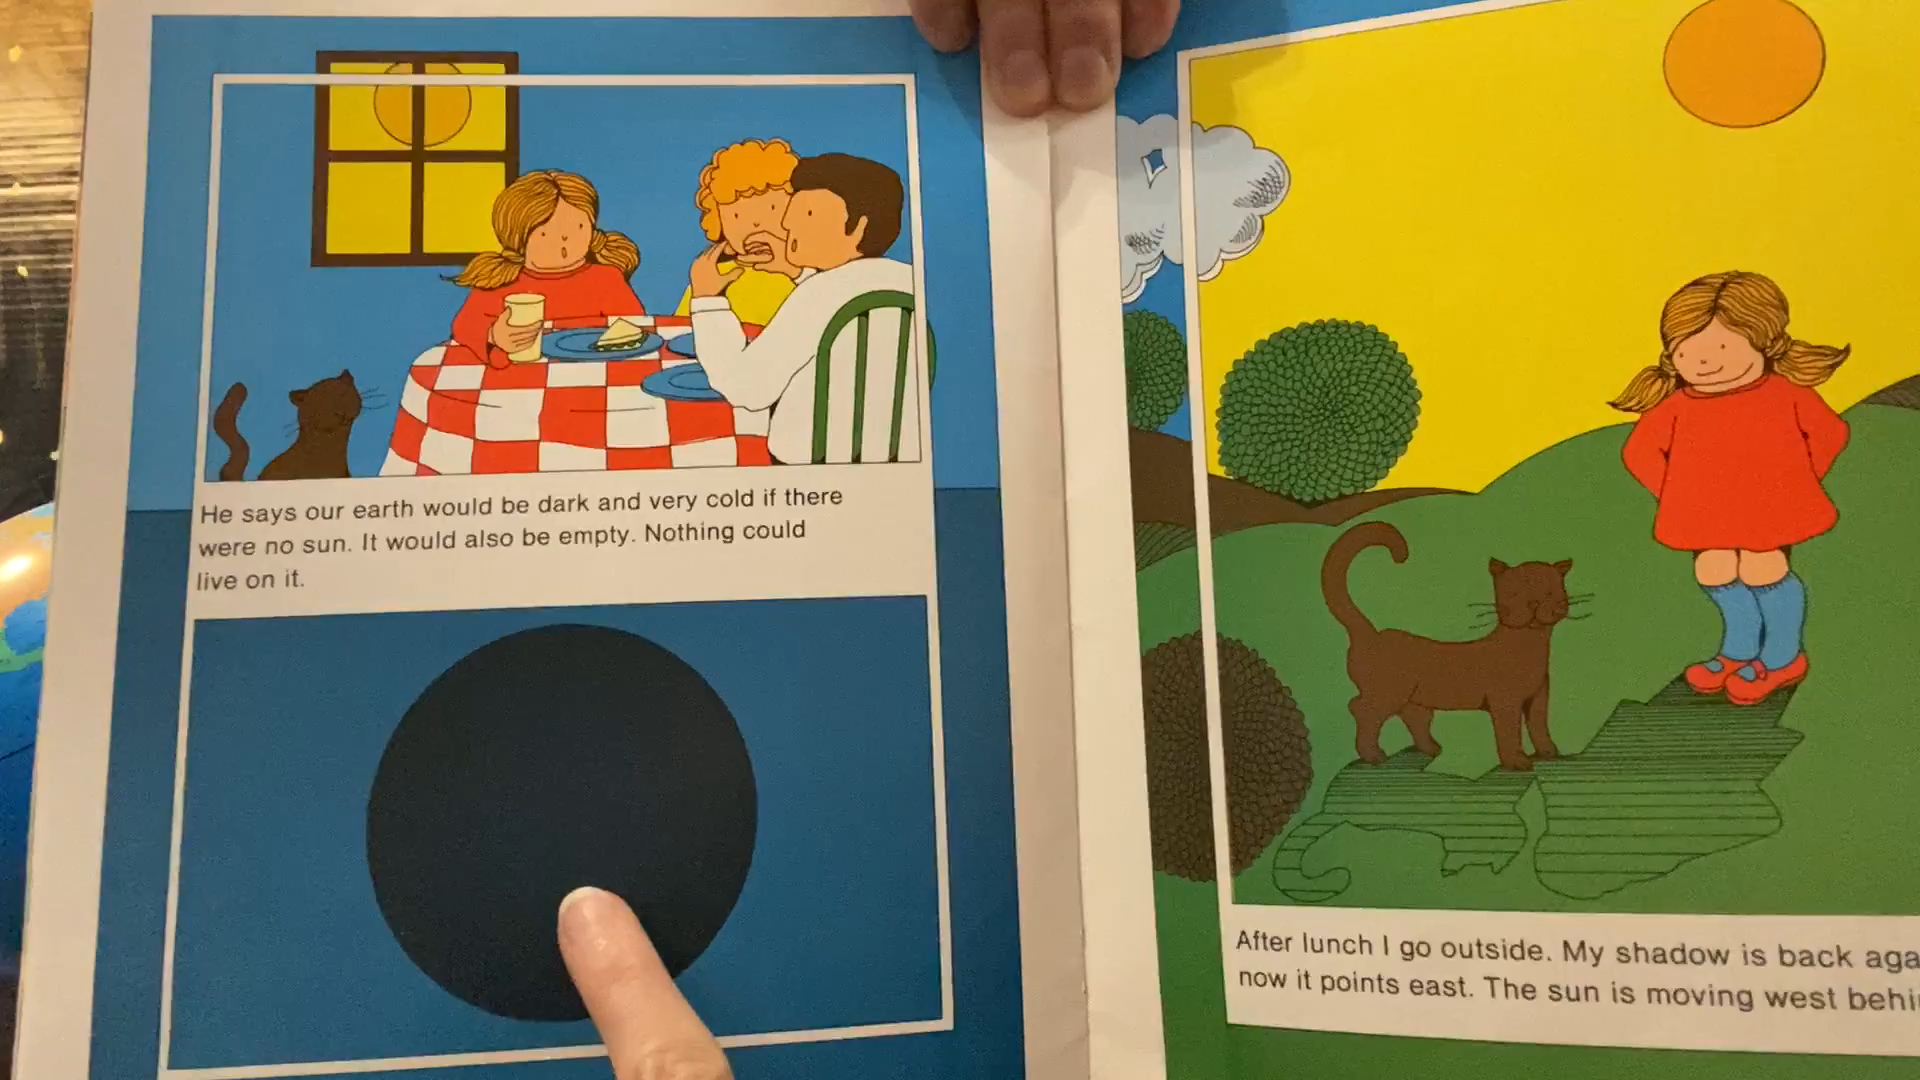 He says our earth would be dark and very cold if there
were no sun. It would also be empty. Nothing could
live on it.
After lunch I go outside. My shadow is back
now it points east. The sun is moving west